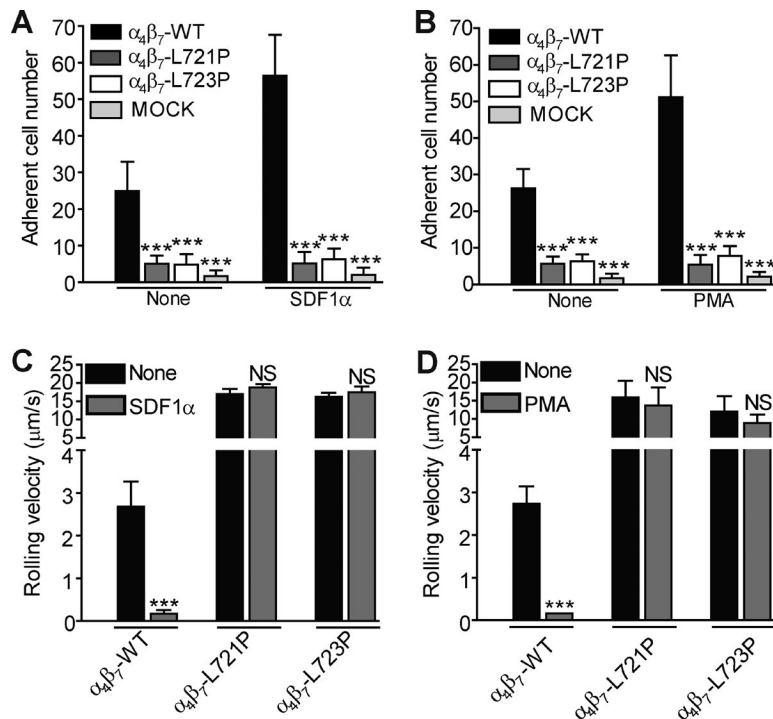 A
α₄β₇-WT
α₄β₇-L721P
α₄β₇-L723P
MOCK
Adherent cell number
70
60
50
40
30
20
10
0
*** *** ***
*** *** ***
None
SDF1α
B
α₄β₇-WT
α₄β₇-L721P
α₄β₇-L723P
MOCK
Adherent cell number
70
60
50
40
30
20
10
0
*** *** ***
*** *** ***
None
PMA
C
None
SDF1α
Rolling velocity (μm/s)
25
20
15
10
5
4
3
2
1
0
***
NS
NS
α₄β₇-WT
α₄β₇-L721P
α₄β₇-L723P
D
None
PMA
Rolling velocity (μm/s)
25
20
15
10
5
4
3
2
1
0
***
NS
NS
α₄β₇-WT
α₄β₇-L721P
α₄β₇-L723P